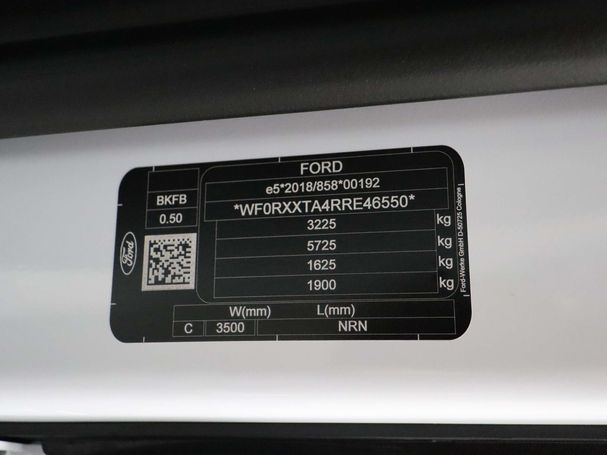 FORD
e5*2018/858*00192
*WF0RXXTA4RRE46550*
BKFB
0.50
3225 kg
5725 kg
1625 kg
1900 kg
Ford
W(mm) L(mm)
C 3500 NRN
Ford-Werke GmbH D-50725 Cologne